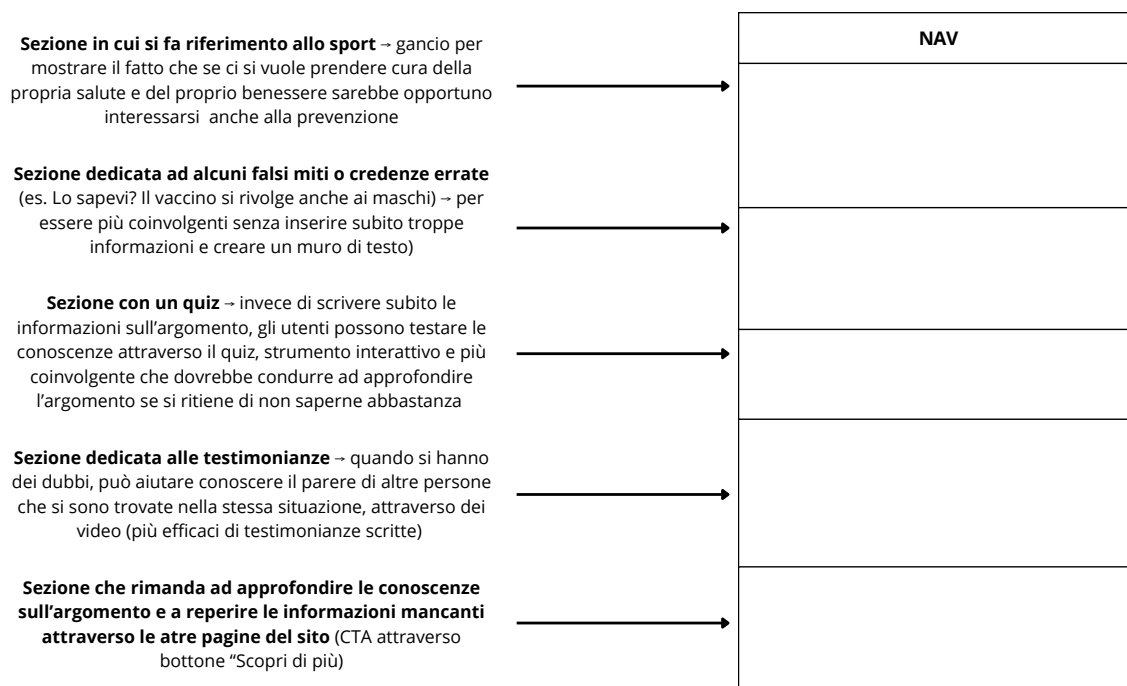 Sezione in cui si fa riferimento allo sport → gancio per
mostrare il fatto che se ci si vuole prendere cura della
propria salute e del proprio benessere sarebbe opportuno
interessarsi anche alla prevenzione
NAV
Sezione dedicata ad alcuni falsi miti o credenze errate
(es. Lo sapevi? Il vaccino si rivolge anche ai maschi) → per
essere più coinvolgenti senza inserire subito troppe
informazioni e creare un muro di testo)
Sezione con un quiz → invece di scrivere subito le
informazioni sull’argomento, gli utenti possono testare le
conoscenze attraverso il quiz, strumento interattivo e più
coinvolgente che dovrebbe condurre ad approfondire
l’argomento se si ritiene di non saperne abbastanza
Sezione dedicata alle testimonianze → quando si hanno
dei dubbi, può aiutare conoscere il parere di altre persone
che si sono trovate nella stessa situazione, attraverso dei
video (più efficaci di testimonianze scritte)
Sezione che rimanda ad approfondire le conoscenze
sull’argomento e a reperire le informazioni mancanti
attraverso le atre pagine del sito (CTA attraverso
bottone “Scopri di più)